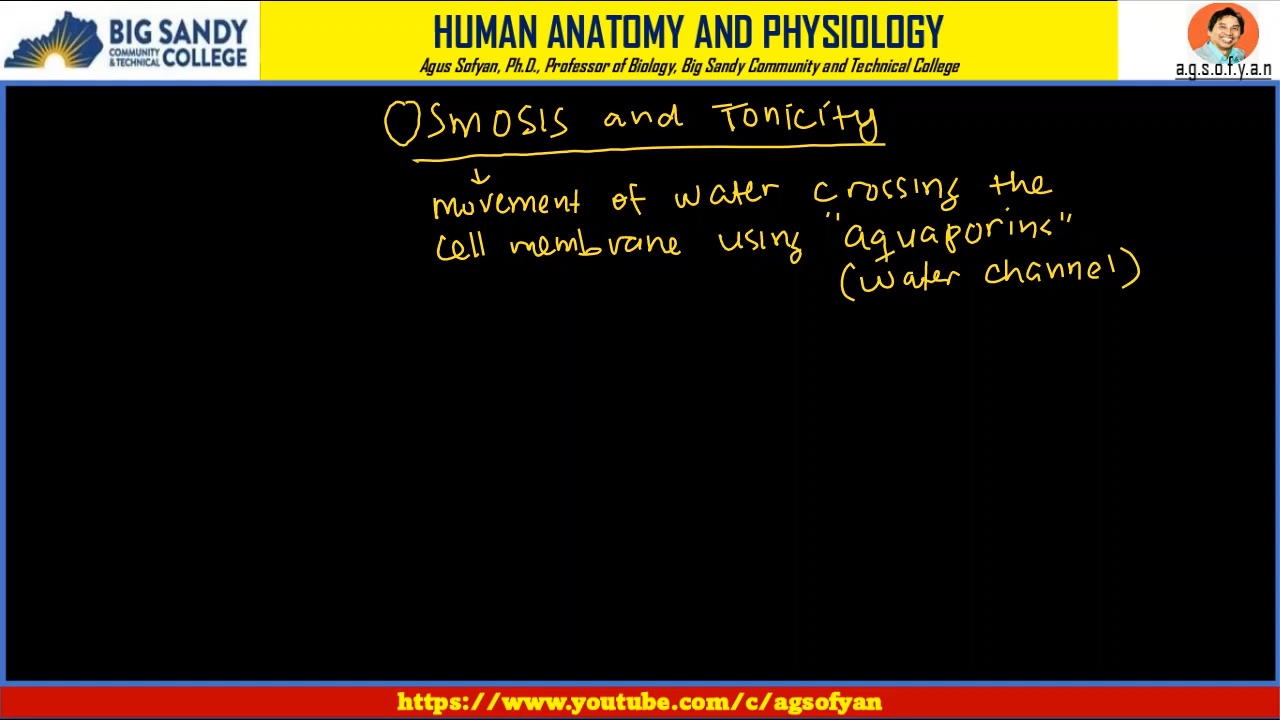 BIG SANDY
COMMUNITY & TECHNICAL COLLEGE
HUMAN ANATOMY AND PHYSIOLOGY
Agus Sofyan, Ph.D., Professor of Biology, Big Sandy Community and Technical College
a.g.s.o.f.y.a.n
Osmosis and Tonicity
movement of water crossing the
cell membrane using "aquaporins"
(water channel)
https://www.youtube.com/c/agsofyan